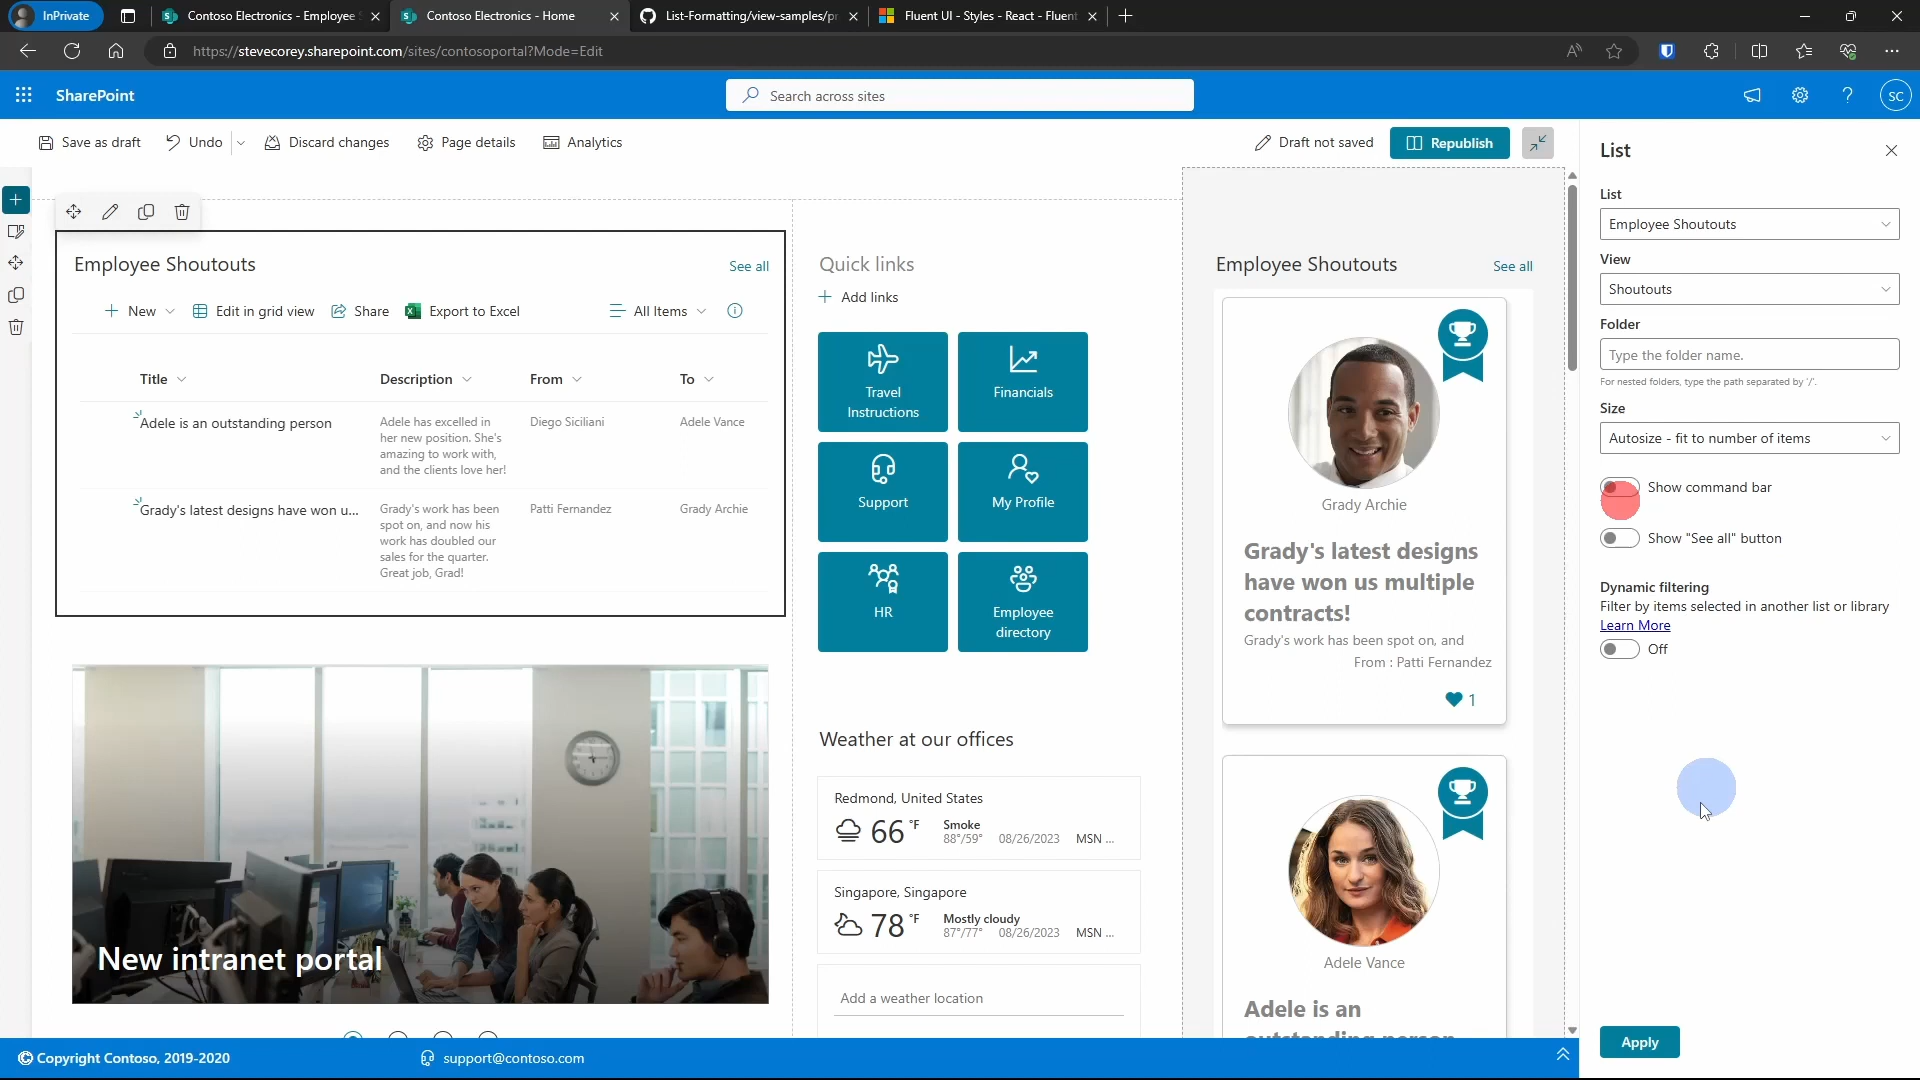 InPrivate
Contoso Electronics - Employee S
Contoso Electronics - Home
List-Formatting/view-samples/pr
Fluent UI - Styles - React - Fluent
https://stevecorey.sharepoint.com/sites/contosoportal?Mode=Edit
SharePoint
Search across sites
SC
Save as draft
Undo
Discard changes
Page details
Analytics
Draft not saved
Republish
Employee Shoutouts
See all
New
Edit in grid view
Share
Export to Excel
All Items
Title
Description
From
To
Adele is an outstanding person
Adele has excelled in
her new position. She's
amazing to work with,
and the clients love her!
Diego Siciliani
Adele Vance
Grady's latest designs have won u...
Grady's work has been
spot on, and now his
work has doubled our
sales for the quarter.
Great job, Grad!
Patti Fernandez
Grady Archie
New intranet portal
Quick links
Add links
Travel
Instructions
Financials
Support
My Profile
HR
Employee
directory
Weather at our offices
Redmond, United States
66 °F
Smoke
88°/59°
08/26/2023
MSN ...
Singapore, Singapore
78 °F
Mostly cloudy
87°/77°
08/26/2023
MSN ...
Add a weather location
Employee Shoutouts
See all
Grady Archie
Grady's latest designs
have won us multiple
contracts!
Grady's work has been spot on, and
From : Patti Fernandez
1
Adele Vance
Adele is an
outstanding person
List
List
Employee Shoutouts
View
Shoutouts
Folder
Type the folder name.
For nested folders, type the path separated by '/'.
Size
Autosize - fit to number of items
Show command bar
Show "See all" button
Dynamic filtering
Filter by items selected in another list or library
Learn More
Off
Apply
© Copyright Contoso, 2019-2020
support@contoso.com